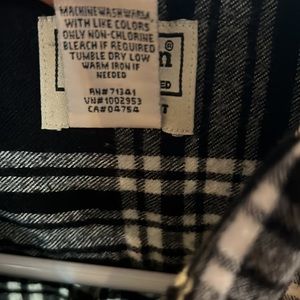 MACHINE WASH WARM
WITH LIKE COLORS
ONLY NON-CHLORINE
BLEACH IF REQUIRED
TUMBLE DRY LOW
WARM IRON IF
NEEDED
RN#71341
VN#1002953
CA#04754